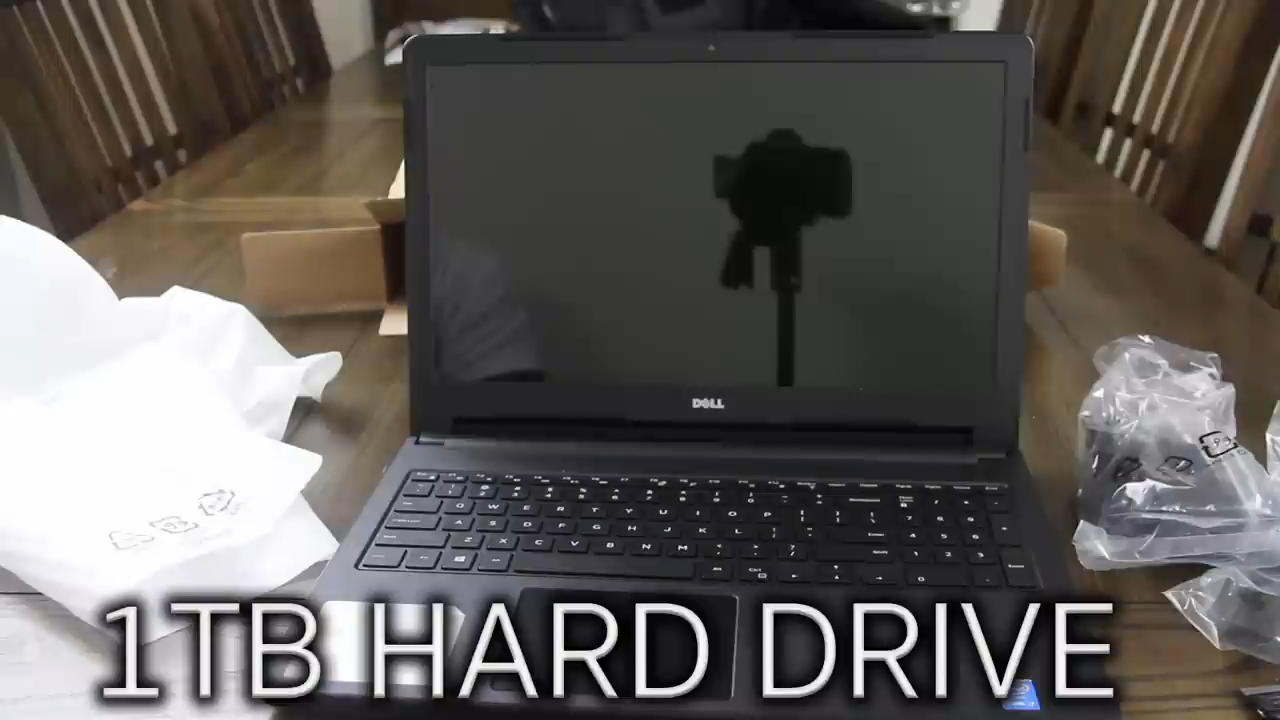 DELL
Q W E R T Y U I O P
A S D F G H J K L
Z X C V B N M
1TB HARD DRIVE